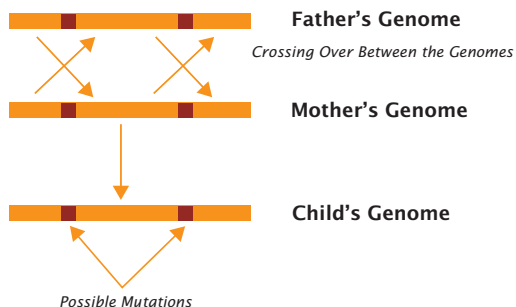 Father's Genome
Crossing Over Between the Genomes
Mother's Genome
Child's Genome
Possible Mutations